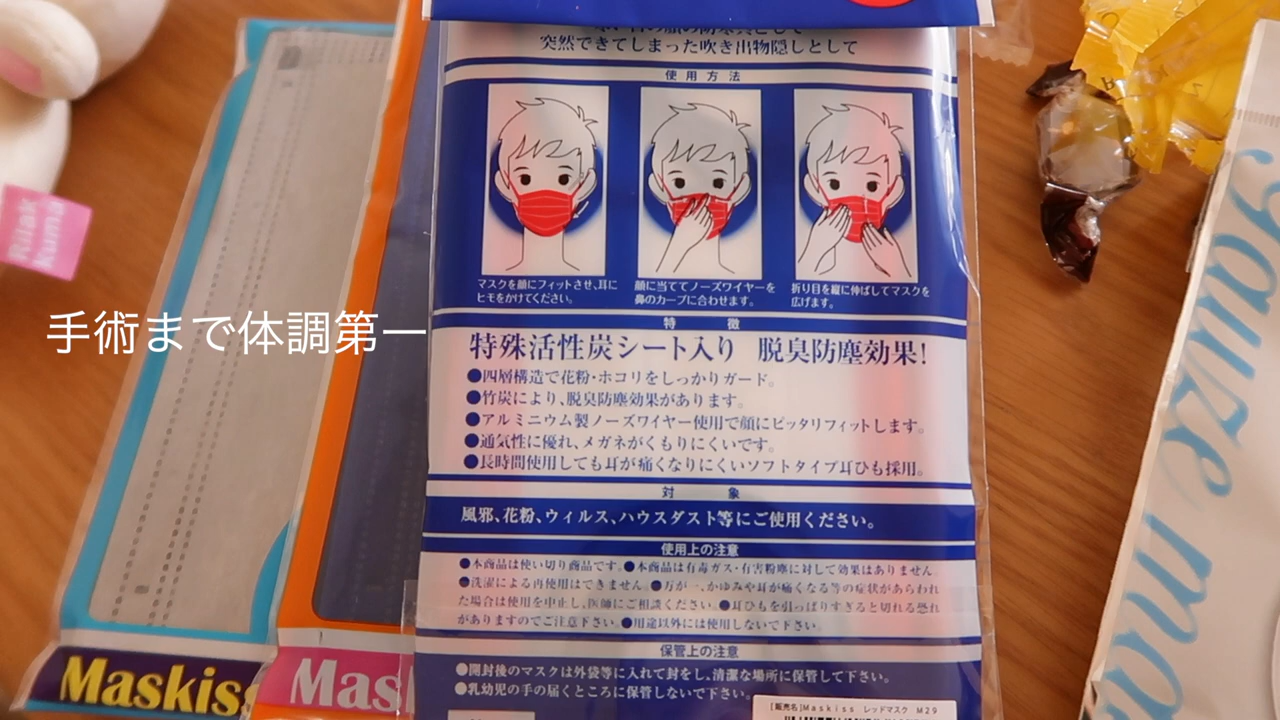 突然できてしまった吹き出物隠しとして
使用方法
マスクを顔にフィットさせ、耳に
ヒモをかけてください。
顔に当ててノーズワイヤーを
鼻のカーブに合わせます。
折り目を縦に伸ばしてマスクを
広げます。
手術まで体調第一
特徴
特殊活性炭シート入り 脱臭防塵効果!
●四層構造で花粉・ホコリをしっかりガード。
●竹炭により、脱臭防塵効果があります。
●アルミニウム製ノーズワイヤー使用で顔にピッタリフィットします。
●通気性に優れ、メガネがくもりにくいです。
●長時間使用しても耳が痛くなりにくいソフトタイプ耳ひも採用。
対象
風邪、花粉、ウィルス、ハウスダスト等にご使用ください。
使用上の注意
●本商品は使い切り商品です。●本商品は有毒ガス・有害粉塵に対して効果はありません。
●洗濯による再使用はできません。●万が一、かゆみや耳が痛くなる等の症状があらわれ
た場合は使用を中止し、医師にご相談ください。●耳ひもを引っぱりすぎると切れる恐れ
がありますのでご注意下さい。●用途以外には使用しないで下さい。
保管上の注意
●開封後のマスクは外袋等に入れて封をし、清潔な場所に保管して下さい。
●乳幼児の手の届くところに保管しないで下さい。
[販売名]Maskiss レッドマスク M29
Maskiss
Mas
Rilak
Kuma
gauze ma